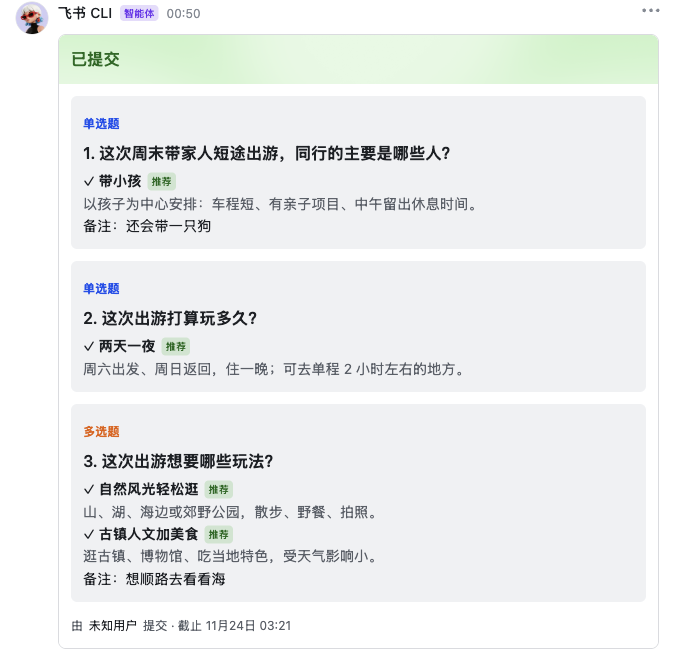 飞书 CLI 智能体 00:50
已提交
单选题
1. 这次周末带家人短途出游，同行的主要是哪些人？
✓ 带小孩 推荐
以孩子为中心安排：车程短、有亲子项目、中午留出休息时间。
备注：还会带一只狗
单选题
2. 这次出游打算玩多久？
✓ 两天一夜 推荐
周六出发、周日返回，住一晚；可去单程 2 小时左右的地方。
多选题
3. 这次出游想要哪些玩法？
✓ 自然风光轻松逛 推荐
山、湖、海边或郊野公园，散步、野餐、拍照。
✓ 古镇人文加美食 推荐
逛古镇、博物馆、吃当地特色，受天气影响小。
备注：想顺路去看看海
由 未知用户 提交 · 截止 11月24日 03:21